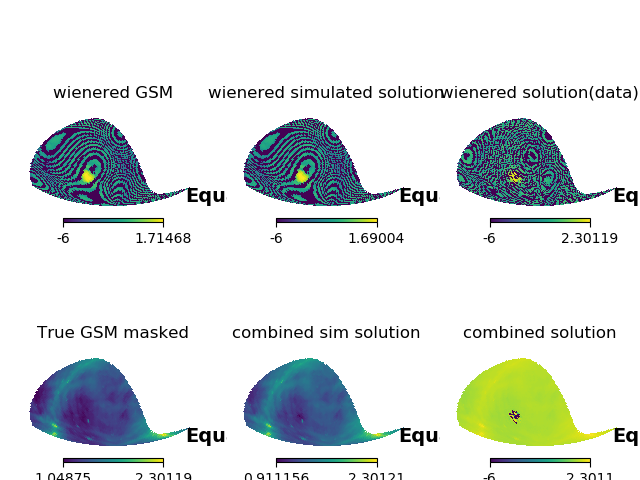 wienered GSM
wienered simulated solution
wienered solution(data)
Equ
Equ
Eq
-6
1.71468
-6
1.69004
-6
2.30119
True GSM masked
combined sim solution
combined solution
Equ
Equ
Eq
1.04875
2.30119
0.911156
2.30121
-6
2.3011